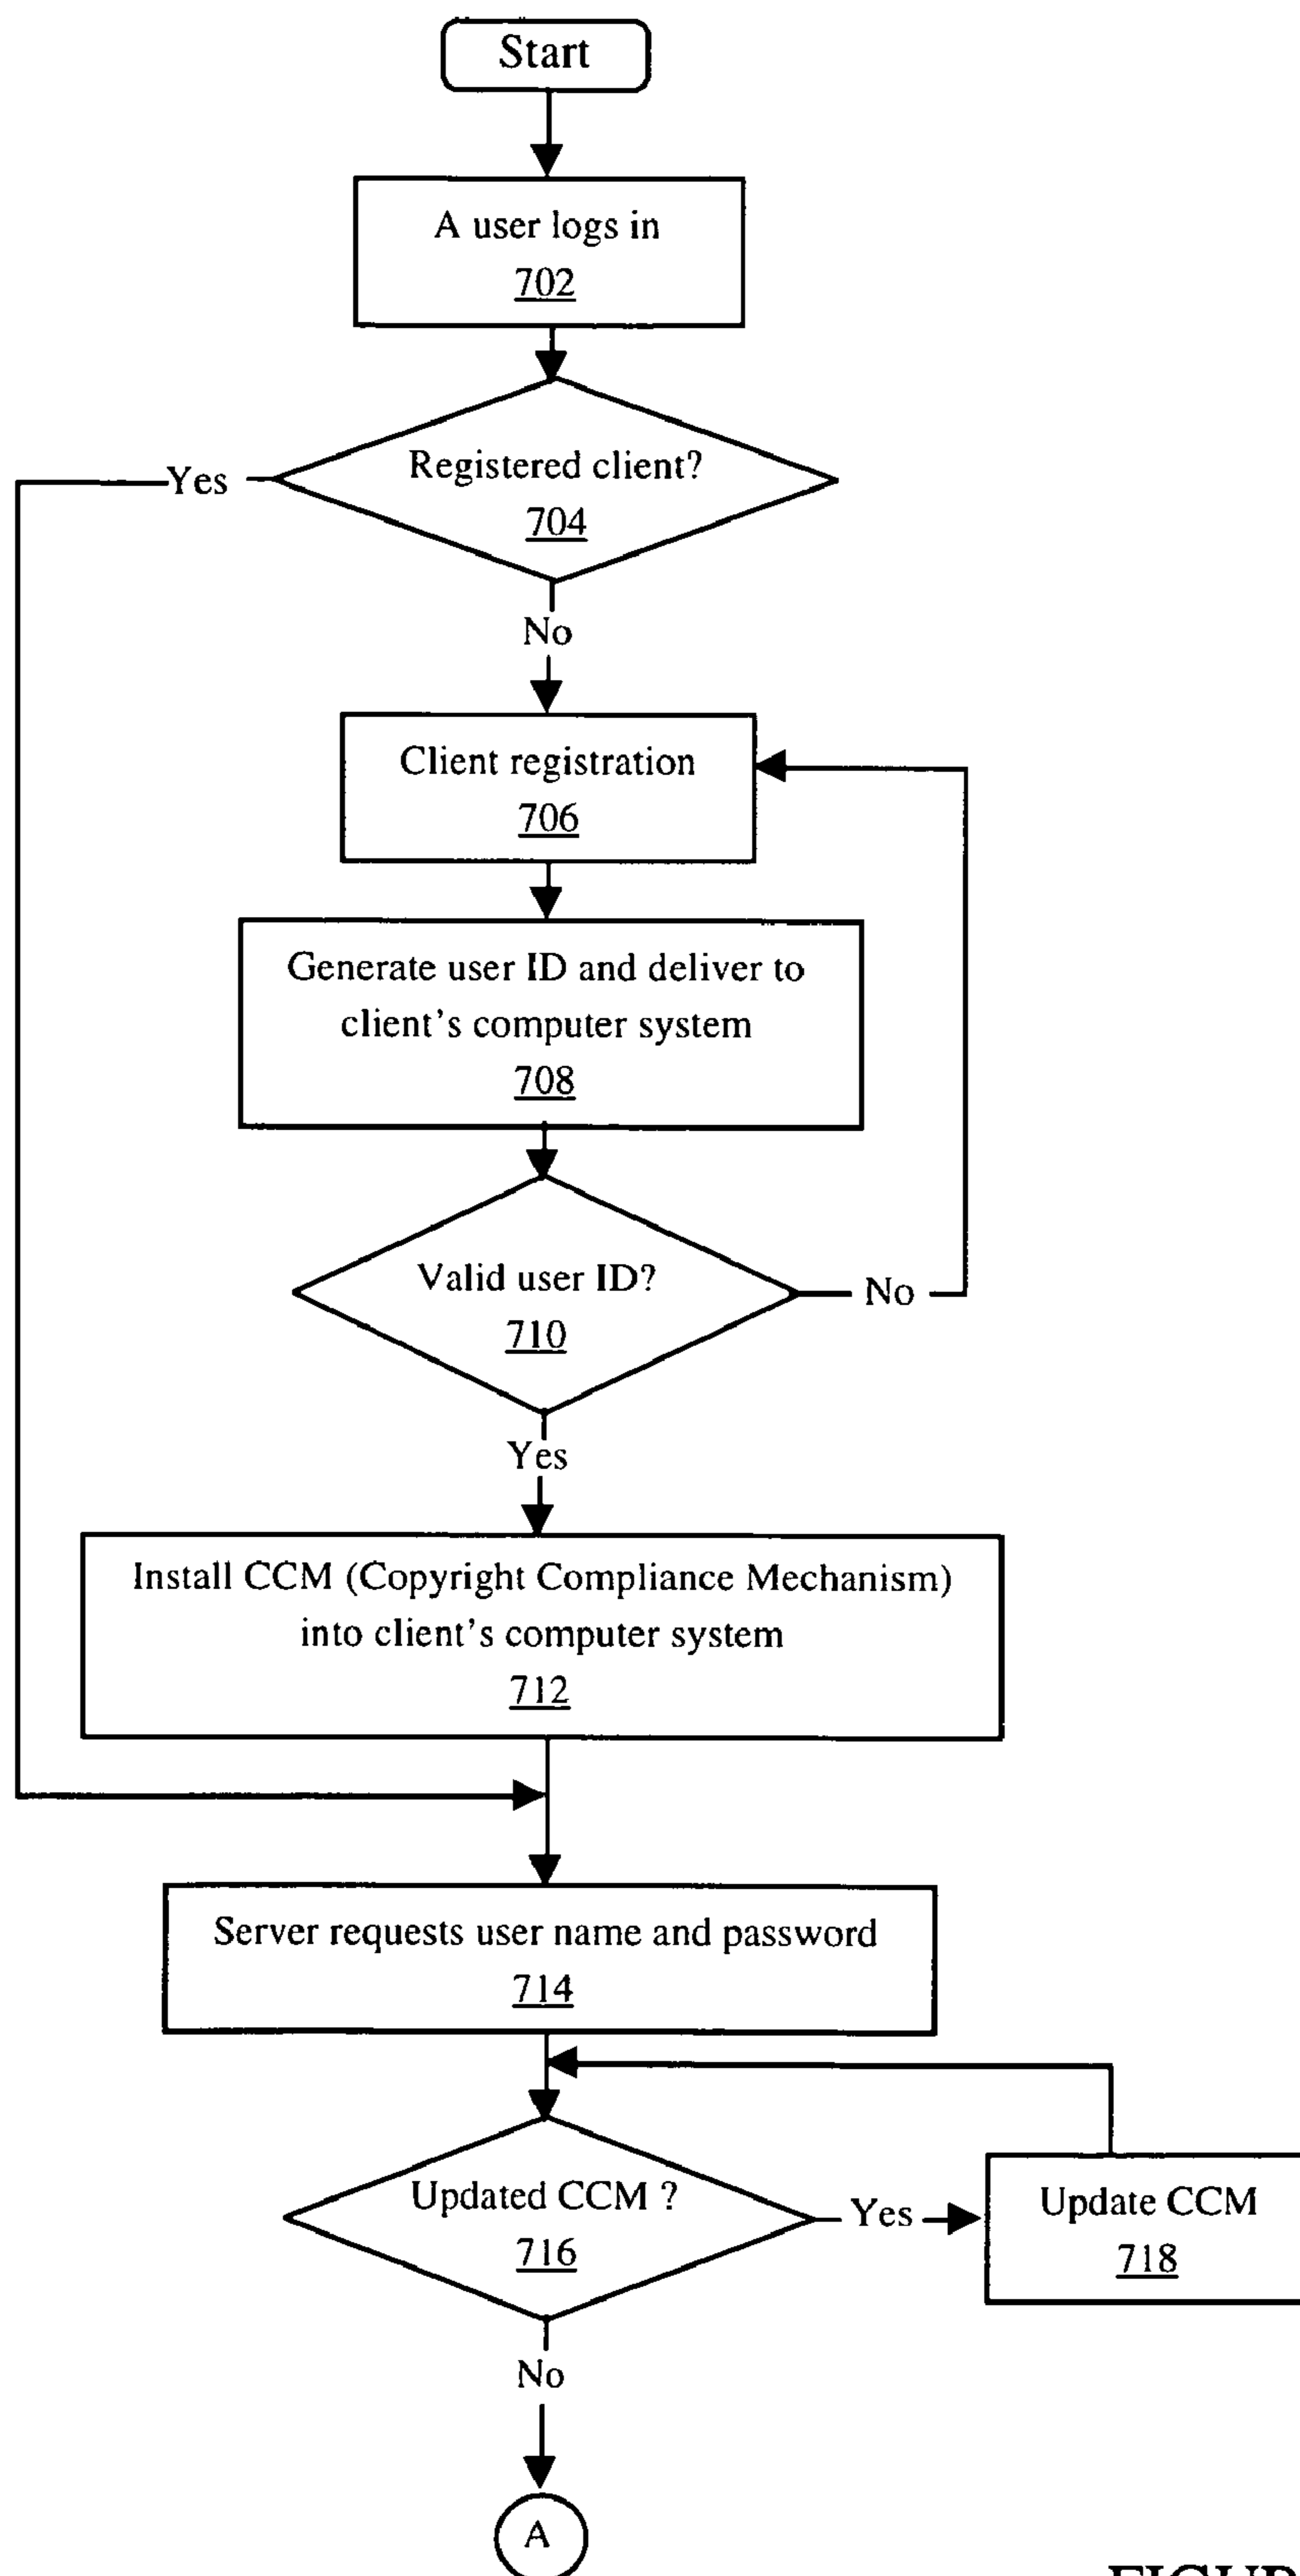 Start
A user logs in
702
Registered client?
704
Yes
No
Client registration
706
Generate user ID and deliver to
client's computer system
708
Valid user ID?
710
No
Yes
Install CCM (Copyright Compliance Mechanism)
into client's computer system
712
Server requests user name and password
714
Updated CCM ?
716
Yes
Update CCM
718
No
A